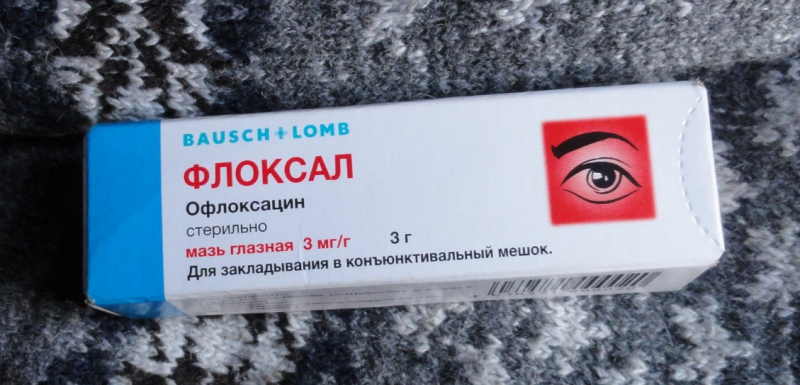 BAUSCH + LOMB
ФЛОКСАЛ
Офлоксацин
стерильно
мазь глазная 3 мг/г 3 г
Для закладывания в конъюнктивальный мешок.